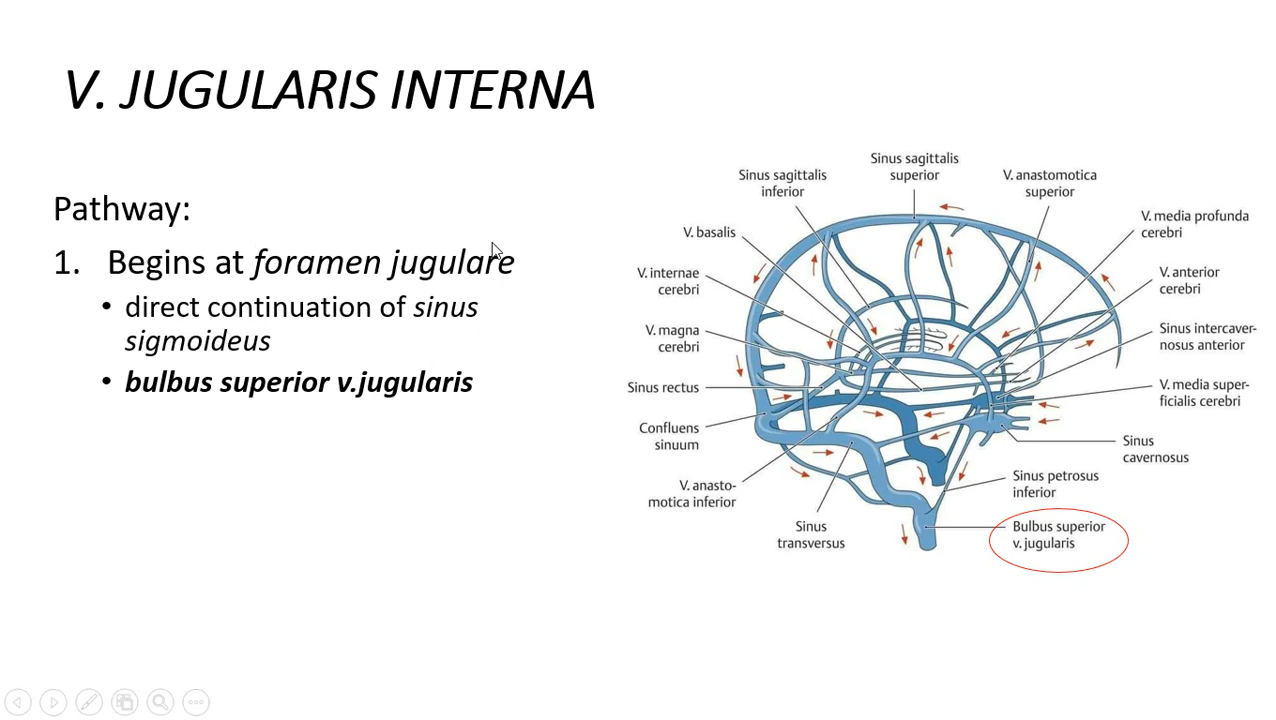 V. JUGULARIS INTERNA
Pathway:
1. Begins at foramen jugulare
• direct continuation of sinus
sigmoideus
• bulbus superior v.jugularis
Sinus sagittalis
superior
Sinus sagittalis
inferior
V. anastomotica
superior
V. basalis
V. media profunda
cerebri
V. internae
cerebri
V. anterior
cerebri
V. magna
cerebri
Sinus intercaver-
nosus anterior
Sinus rectus
V. media super-
ficialis cerebri
Confluens
sinuum
Sinus
cavernosus
V. anasto-
motica inferior
Sinus petrosus
inferior
Sinus
transversus
Bulbus superior
v. jugularis